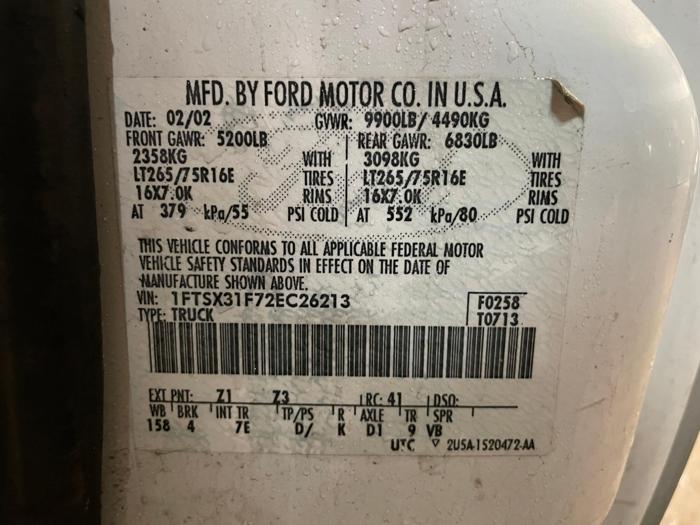 MFD. BY FORD MOTOR CO. IN U.S.A.
DATE: 02/02 GVWR: 9900LB/ 4490KG
FRONT GAWR: 5200LB REAR GAWR: 6830LB
2358KG WITH 3098KG WITH
LT265/75R16E TIRES LT265/75R16E TIRES
16X7.0K RIMS 16X7.0K RIMS
AT 379 kPa/55 PSI COLD AT 552 kPa/80 PSI COLD
THIS VEHICLE CONFORMS TO ALL APPLICABLE FEDERAL MOTOR
VEHICLE SAFETY STANDARDS IN EFFECT ON THE DATE OF
MANUFACTURE SHOWN ABOVE.
VIN: 1FTSX31F72EC26213 F0258
TYPE: TRUCK T0713
EXT PNT: Z1 Z3 RC: 41 DSO:
WB BRK INT TR TP/PS R AXLE TR SPR
158 4 7E D/ K D1 9 VB
UTC ▽ 2U5A-1520472-AA